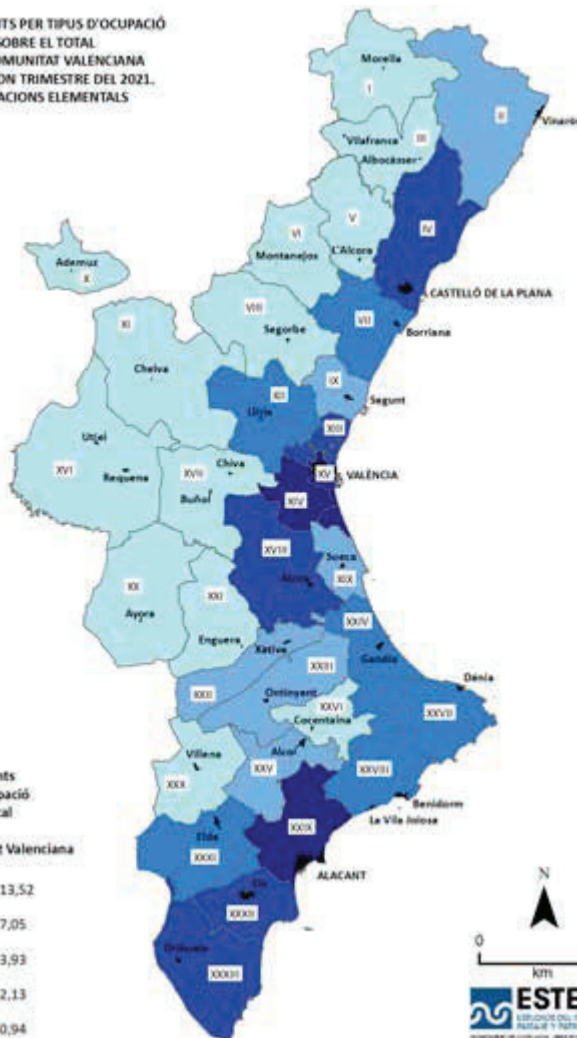 NTS PER TIPUS D'OCUPACIÓ
SOBRE EL TOTAL
OMUNITAT VALENCIANA
ON TRIMESTRE DEL 2021.
ACIONS ELEMENTALS
Morella
I
II
Vinaròs
III
Vilafranca
Albocàsser
IV
V
VI
L'Alcora
Montanejos
Ademuz
X
CASTELLÓ DE LA PLANA
VIII
VII
Borriana
Segorbe
XI
Chelva
IX
Sagunt
XII
Llíria
XIII
Utiel
XV
VALÈNCIA
XVI
Requena
XVII
Chiva
Buñol
XIV
XVIII
Sueca
XIX
Alzira
XX
Ayora
XXI
XXIV
Enguera
Xàtiva
Gandia
XXIII
Dénia
XXII
Ontinyent
XXVI
XXVII
Cocentaina
Alcoi
Villena
XXV
XXVIII
XXX
Benidorm
La Vila Joiosa
XXIX
Elda
XXXI
ALACANT
Elx
XXXII
Orihuela
XXXIII
nts
pació
tal
t Valenciana
13,52
7,05
3,93
2,13
0,94
N
0
km
ESTE